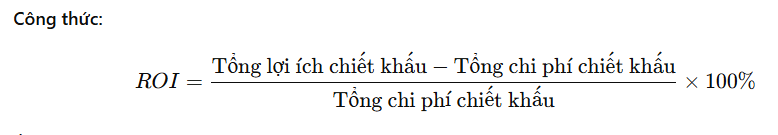 Công thức:
ROI = \frac{Tổng lợi ích chiết khấu − Tổng chi phí chiết khấu}{Tổng chi phí chiết khấu} × 100%